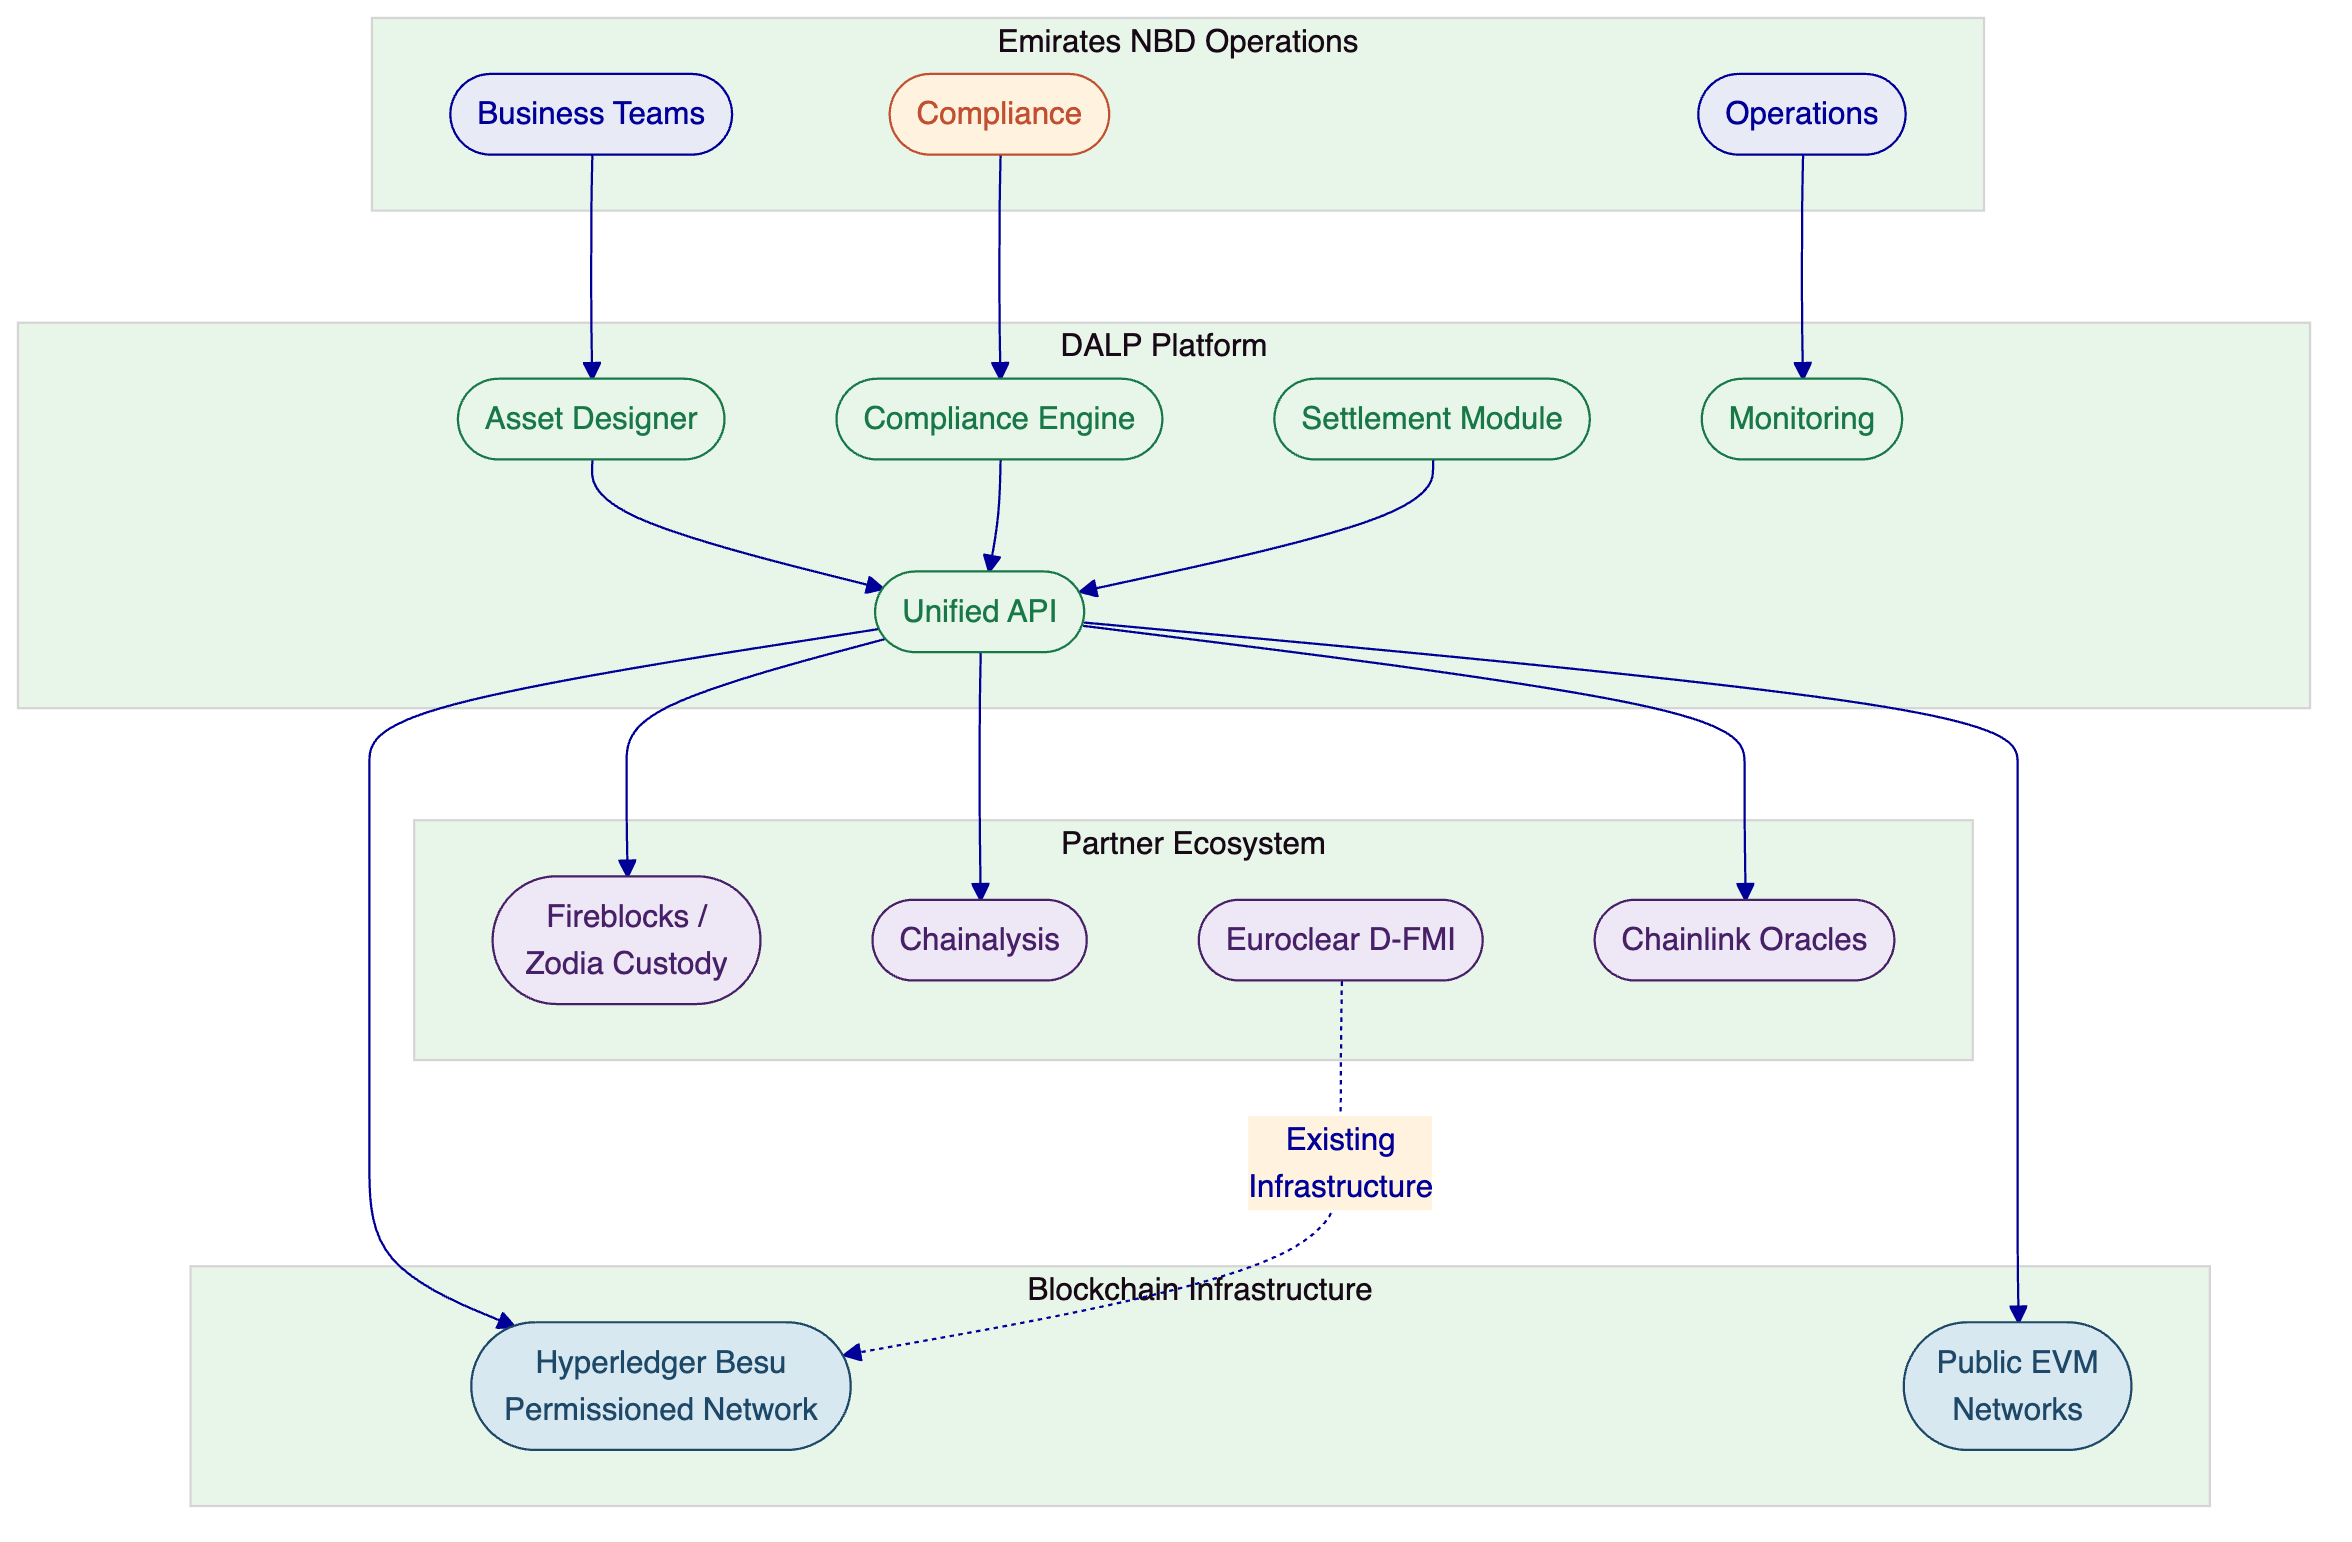 Emirates NBD Operations
Business Teams
Compliance
Operations
DALP Platform
Asset Designer
Compliance Engine
Settlement Module
Monitoring
Unified API
Partner Ecosystem
Fireblocks /
Zodia Custody
Chainalysis
Euroclear D-FMI
Chainlink Oracles
Existing
Infrastructure
Blockchain Infrastructure
Hyperledger Besu
Permissioned Network
Public EVM
Networks